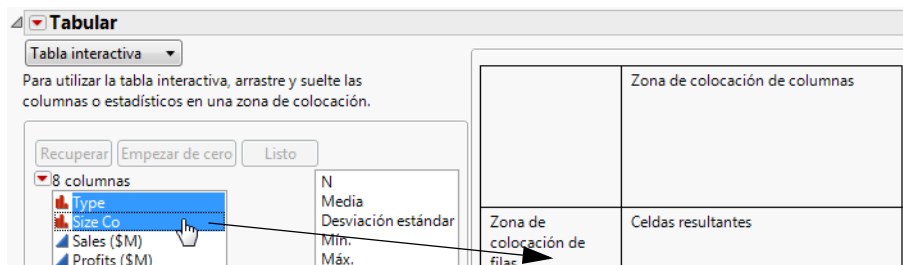 Tabular
Tabla interactiva
Para utilizar la tabla interactiva, arrastre y suelte las
columnas o estadísticos en una zona de colocación.
Recuperar Empezar de cero Listo
8 columnas
Type
Size Co
Sales ($M)
Profits ($M)
N
Media
Desviación estándar
Mín.
Máx.
Zona de colocación de columnas
Zona de
colocación de
filas
Celdas resultantes